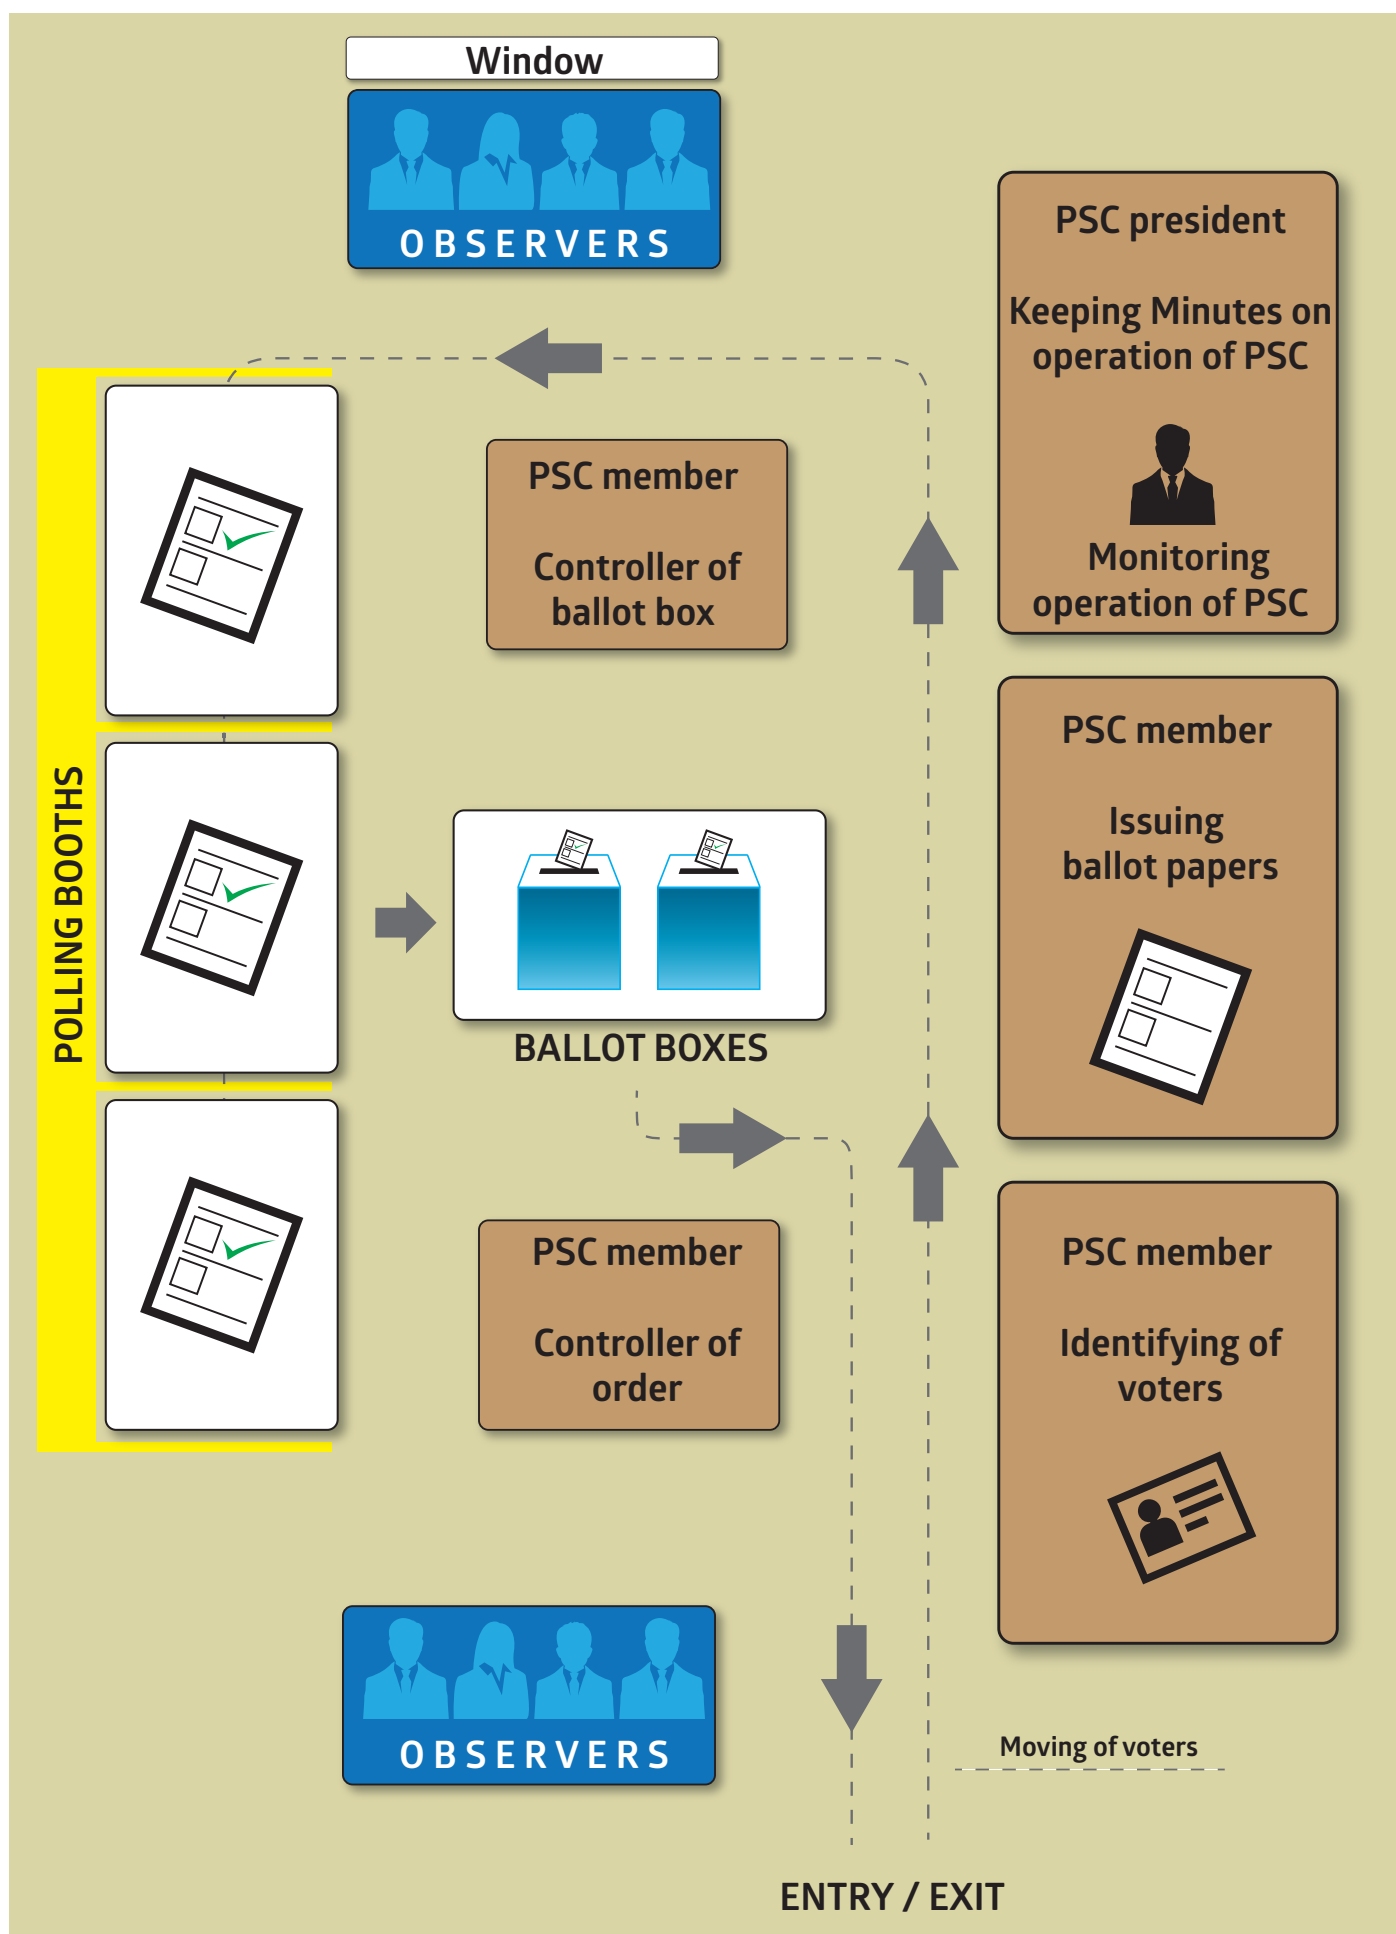 Window
OBSERVERS
PSC president
Keeping Minutes on
operation of PSC
Monitoring
operation of PSC
PSC member
Controller of
ballot box
PSC member
Issuing
ballot papers
POLLING BOOTHS
BALLOT BOXES
PSC member
Controller of
order
PSC member
Identifying of
voters
OBSERVERS
Moving of voters
ENTRY / EXIT